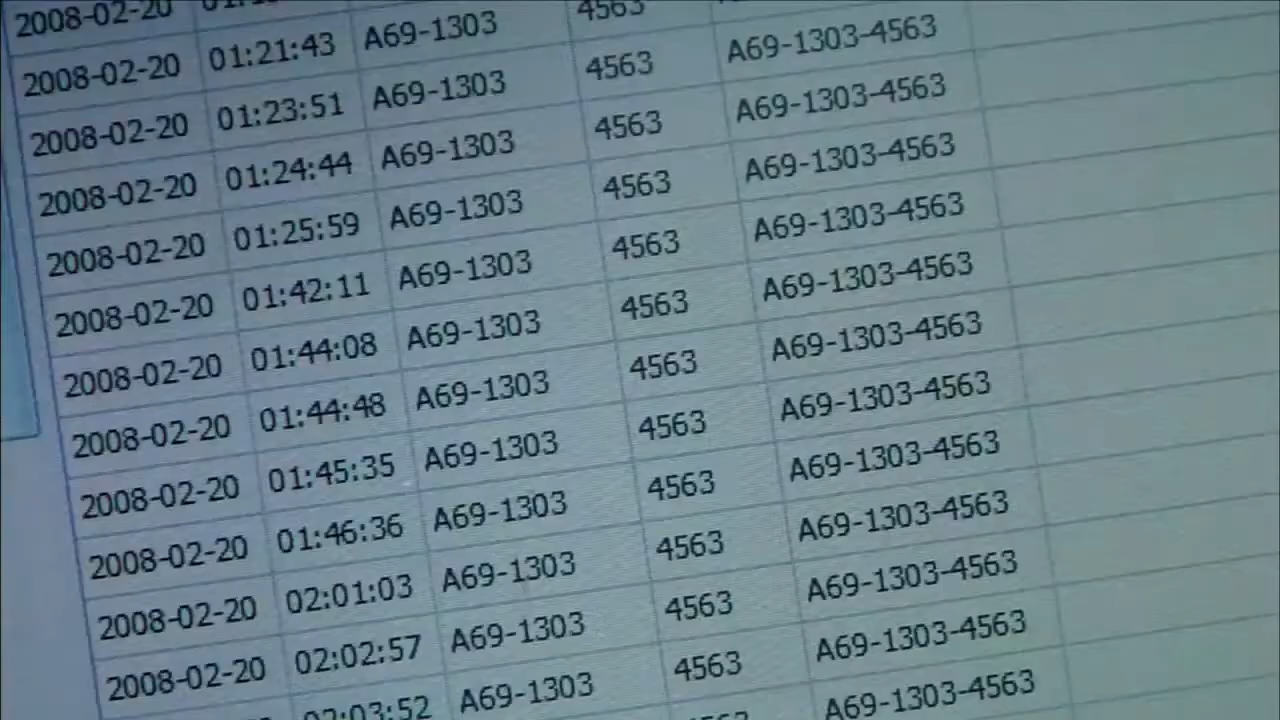 2008-02-20
2008-02-20 01:21:43 A69-1303 4563
2008-02-20 01:23:51 A69-1303 4563 A69-1303-4563
2008-02-20 01:24:44 A69-1303 4563 A69-1303-4563
2008-02-20 01:25:59 A69-1303 4563 A69-1303-4563
2008-02-20 01:42:11 A69-1303 4563 A69-1303-4563
2008-02-20 01:44:08 A69-1303 4563 A69-1303-4563
2008-02-20 01:44:48 A69-1303 4563 A69-1303-4563
2008-02-20 01:45:35 A69-1303 4563 A69-1303-4563
2008-02-20 01:46:36 A69-1303 4563 A69-1303-4563
2008-02-20 02:01:03 A69-1303 4563 A69-1303-4563
2008-02-20 02:02:57 A69-1303 4563 A69-1303-4563
02:03:52 A69-1303 4563 A69-1303-4563
A69-1303-4563